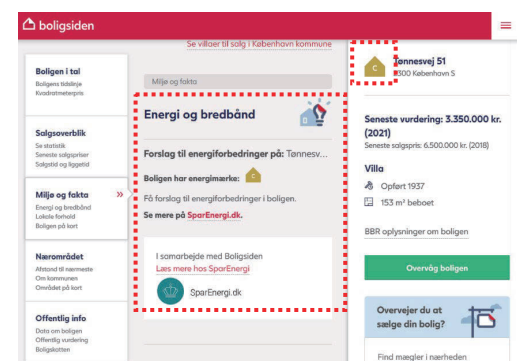 boligsiden
Se villaer til salg i København kommune
Boligen i tal
Boligens tidslinje
Kvadratmeterpris
Salgsoverblik
Se statistik
Seneste salgspriser
Salgstid og liggetid
Miljø og fakta »
Energi og bredbånd
Lokale forhold
Boligen på kort
Nærområdet
Afstand til nærmeste
Om kommunen
Området på kort
Offentlig info
Data om boligen
Offentlig vurdering
Boligskatten
Miljø og fakta
Energi og bredbånd
Forslag til energiforbedringer på: Tønnesv...
Boligen har energimærke: C
Få forslag til energiforbedringer i boligen.
Se mere på SparEnergi.dk.
I samarbejde med Boligsiden
Læs mere hos SparEnergi
SparEnergi.dk
C
Tønnesvej 51
2300 København S
Seneste vurdering: 3.350.000 kr.
(2021)
Seneste salgspris: 6.500.000 kr. (2018)
Villa
Opført 1937
153 m² beboet
BBR oplysninger om boligen
Overvåg boligen
Overvejer du at
sælge din bolig?
Find mægler i nærheden